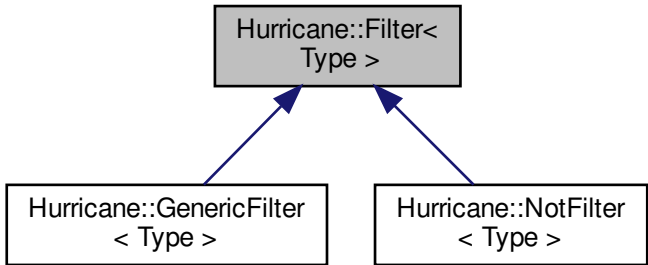 Hurricane::Filter<
Type >
Hurricane::GenericFilter
< Type >
Hurricane::NotFilter
< Type >